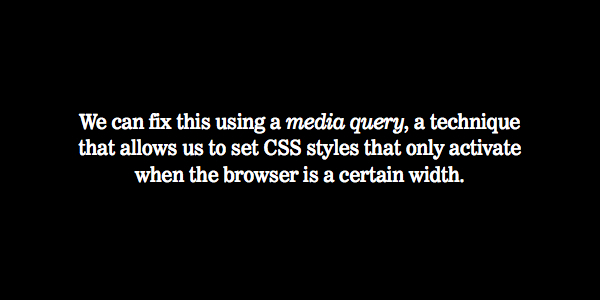 We can fix this using a media query, a technique
that allows us to set CSS styles that only activate
when the browser is a certain width.